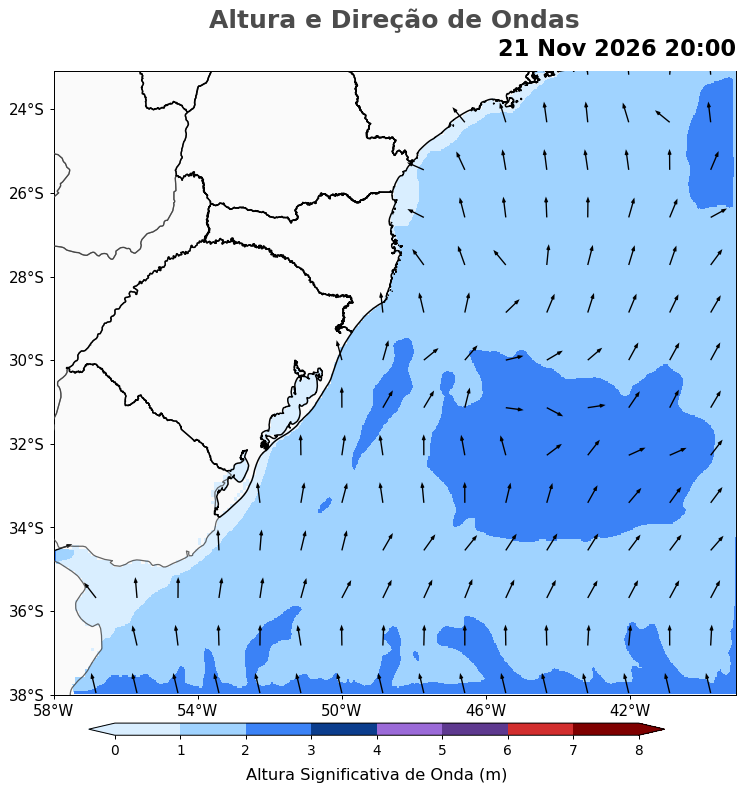 Altura e Direção de Ondas
21 Nov 2026 20:00
24°S
26°S
28°S
30°S
32°S
34°S
36°S
38°S
58°W 54°W 50°W 46°W 42°W
0 1 2 3 4 5 6 7 8
Altura Significativa de Onda (m)